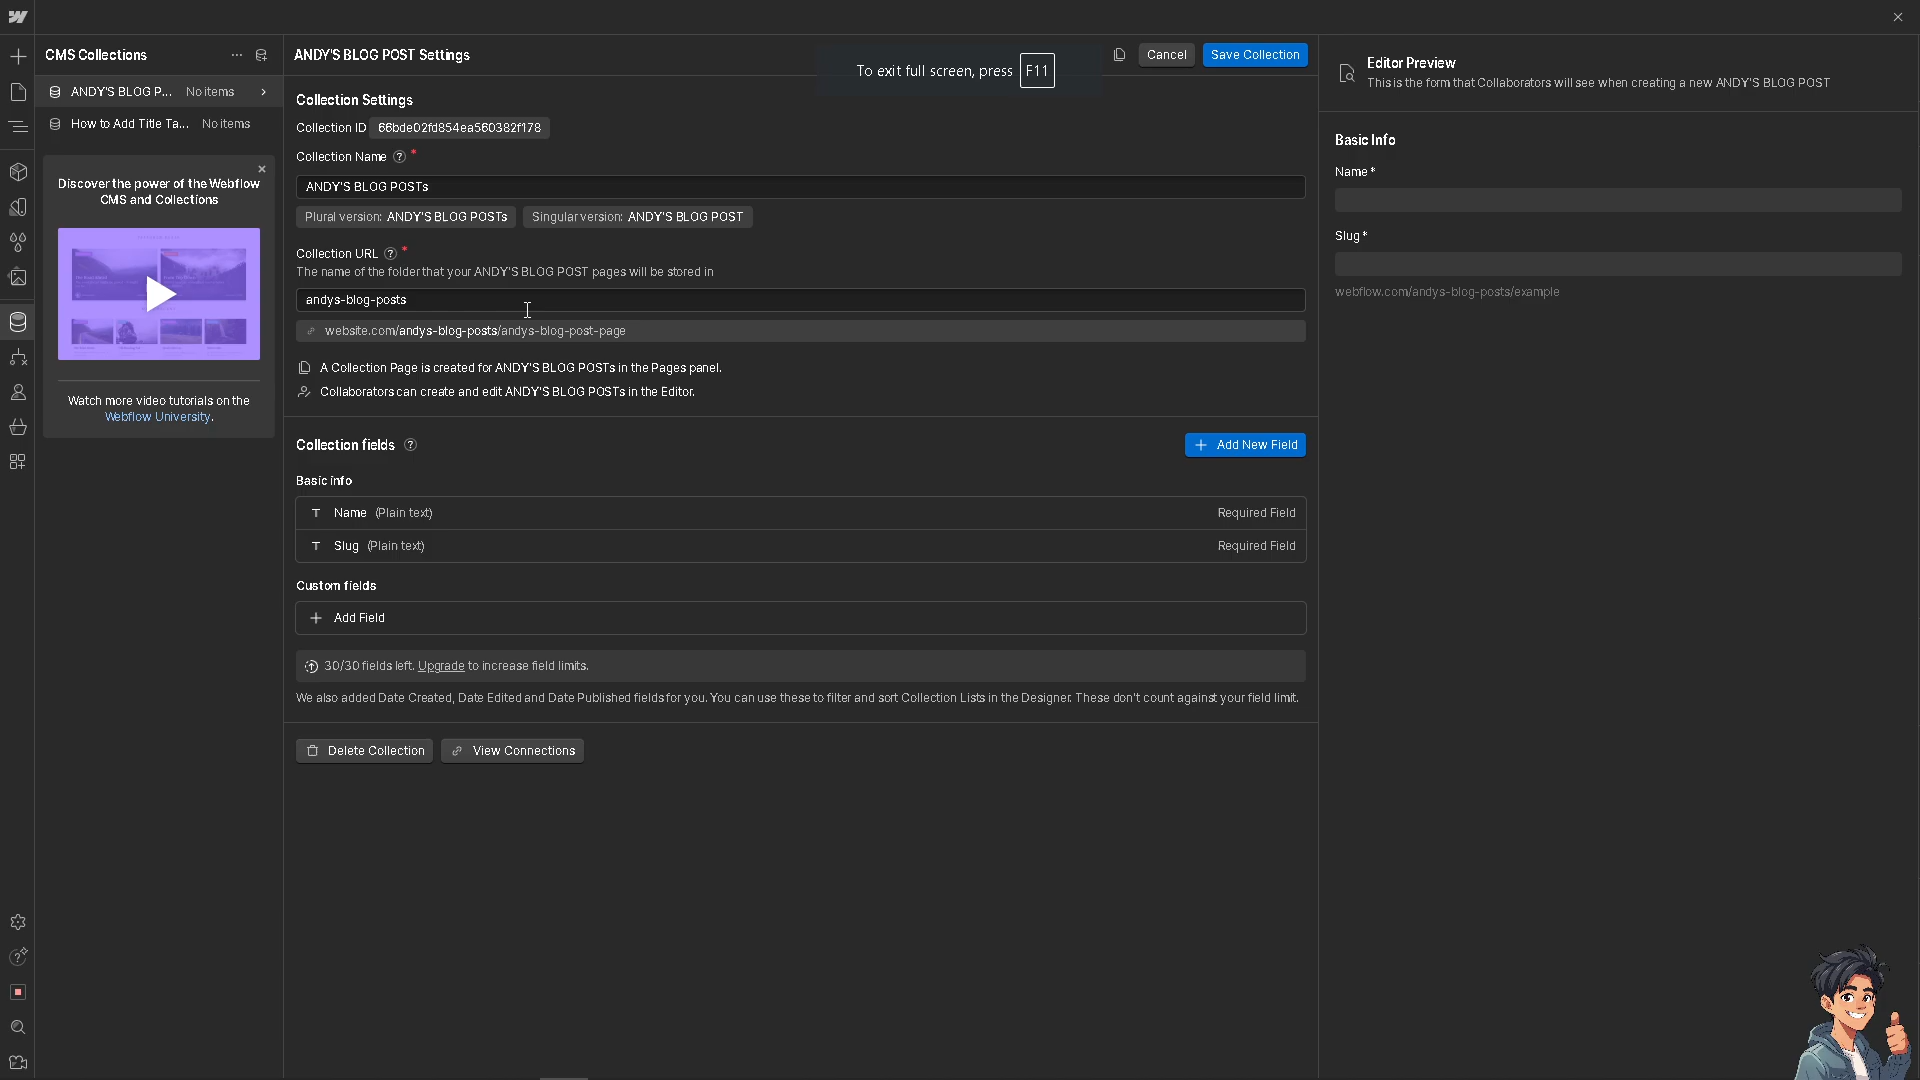 CMS Collections
ANDY'S BLOG P... No items
How to Add Title Ta... No items
Discover the power of the Webflow
CMS and Collections
Watch more video tutorials on the
Webflow University.
ANDY'S BLOG POST Settings
To exit full screen, press F11
Cancel
Save Collection
Collection Settings
Collection ID 66bde02fd854ea560382f178
Collection Name ? *
ANDY'S BLOG POSTs
Plural version: ANDY'S BLOG POSTs Singular version: ANDY'S BLOG POST
Collection URL ? *
The name of the folder that your ANDY'S BLOG POST pages will be stored in
andys-blog-posts
website.com/andys-blog-posts/andys-blog-post-page
A Collection Page is created for ANDY'S BLOG POSTs in the Pages panel.
Collaborators can create and edit ANDY'S BLOG POSTs in the Editor.
Collection fields ?
+ Add New Field
Basic info
T Name (Plain text) Required Field
T Slug (Plain text) Required Field
Custom fields
+ Add Field
30/30 fields left. Upgrade to increase field limits.
We also added Date Created, Date Edited and Date Published fields for you. You can use these to filter and sort Collection Lists in the Designer. These don't count against your field limit.
Delete Collection View Connections
Editor Preview
This is the form that Collaborators will see when creating a new ANDY'S BLOG POST
Basic Info
Name *
Slug *
webflow.com/andys-blog-posts/example